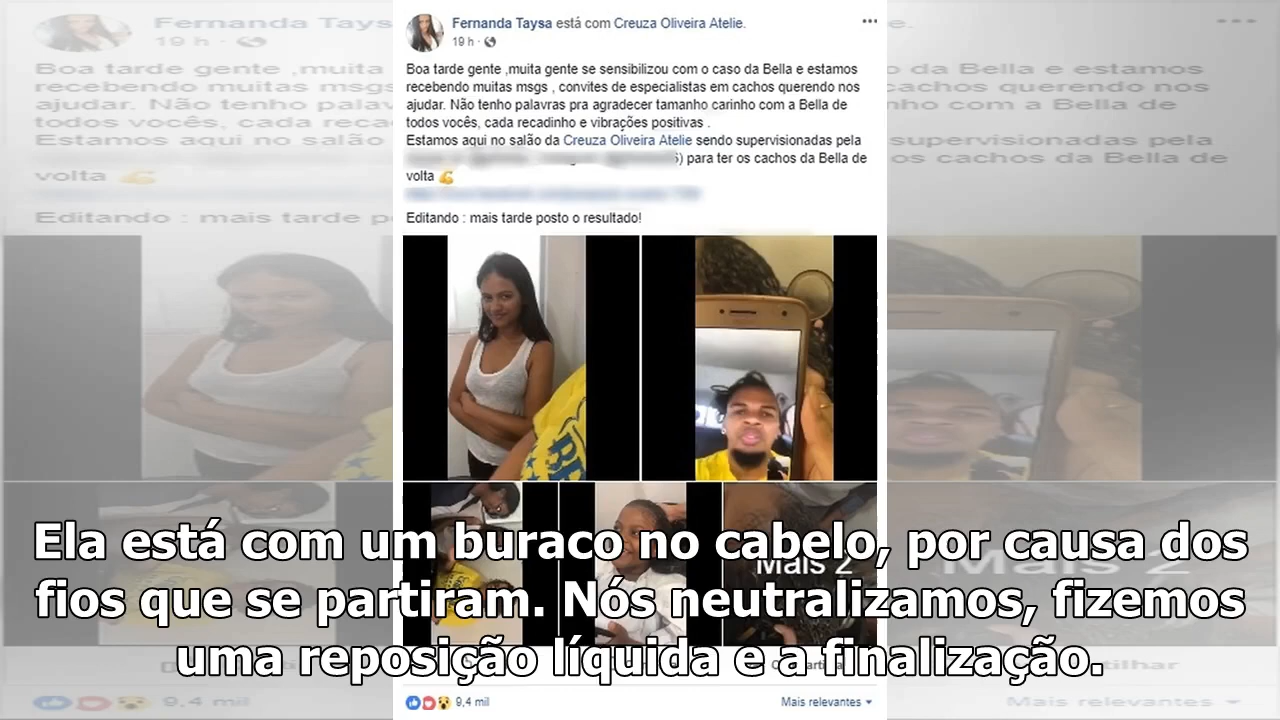 Fernanda Taysa está com Creuza Oliveira Atelie.
19 h
Boa tarde gente ,muita gente se sensibilizou com o caso da Bella e estamos
recebendo muitas msgs , convites de especialistas em cachos querendo nos
ajudar. Não tenho palavras pra agradecer tamanho carinho com a Bella de
todos vocês, cada recadinho e vibrações positivas .
Estamos aqui no salão da Creuza Oliveira Atelie sendo supervisionadas pela
) para ter os cachos da Bella de
volta 💪
Editando : mais tarde posto o resultado!
Mais 2
Ela está com um buraco no cabelo, por causa dos
fios que se partiram. Nós neutralizamos, fizemos
uma reposição líquida e a finalização.
9,4 mil
Mais relevantes